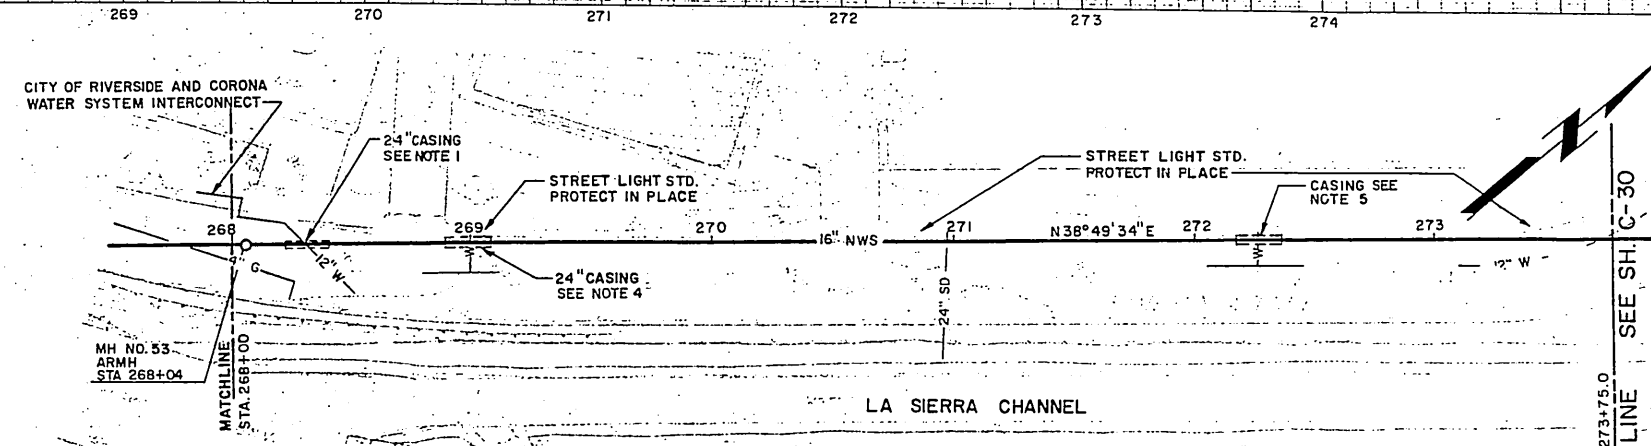 269 270 271 272 273 274
CITY OF RIVERSIDE AND CORONA
WATER SYSTEM INTERCONNECT
24" CASING
SEE NOTE 1
STREET LIGHT STD.
PROTECT IN PLACE
STREET LIGHT STD.
PROTECT IN PLACE
CASING SEE
NOTE 5
268 269 270 271 272 273
16" NWS
N38°49'34"E
4" G
12" W
W
W
12" W
24" CASING
SEE NOTE 4
24" SD
MH NO. 53
ARMH
STA 268+04
MATCHLINE
STA. 268+00
LA SIERRA CHANNEL
273+75.0
LINE SEE SH. C-30